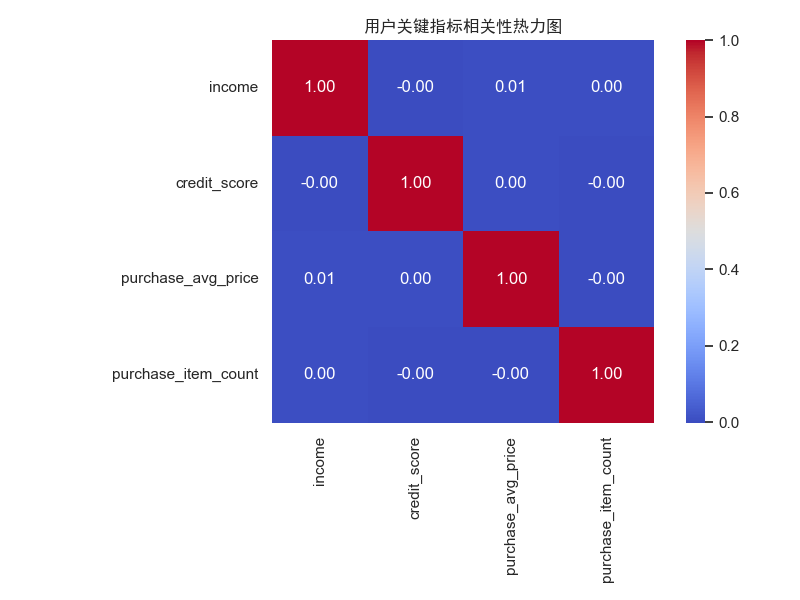 用户关键指标相关性热力图
income 1.00 -0.00 0.01 0.00
credit_score -0.00 1.00 0.00 -0.00
purchase_avg_price 0.01 0.00 1.00 -0.00
purchase_item_count 0.00 -0.00 -0.00 1.00
income
credit_score
purchase_avg_price
purchase_item_count
1.0
0.8
0.6
0.4
0.2
0.0